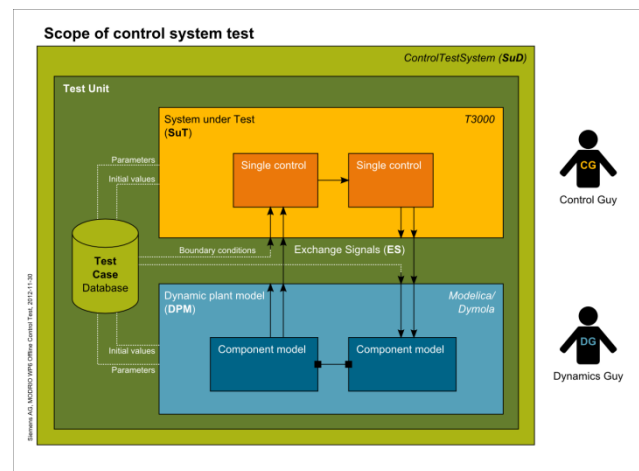 Scope of control system test
ControlTestSystem (SuD)
Test Unit
System under Test
(SuT)
T3000
Parameters
Single control
Single control
Initial values
CG
Control Guy
Boundary conditions
Exchange Signals (ES)
Test
Case
Database
Dynamic plant model
(DPM)
Modelica/
Dymola
Initial values
Component model
Component model
Parameters
DG
Dynamics Guy
Siemens AG, MODRIO WP6 Offline Control Test, 2012-11-30